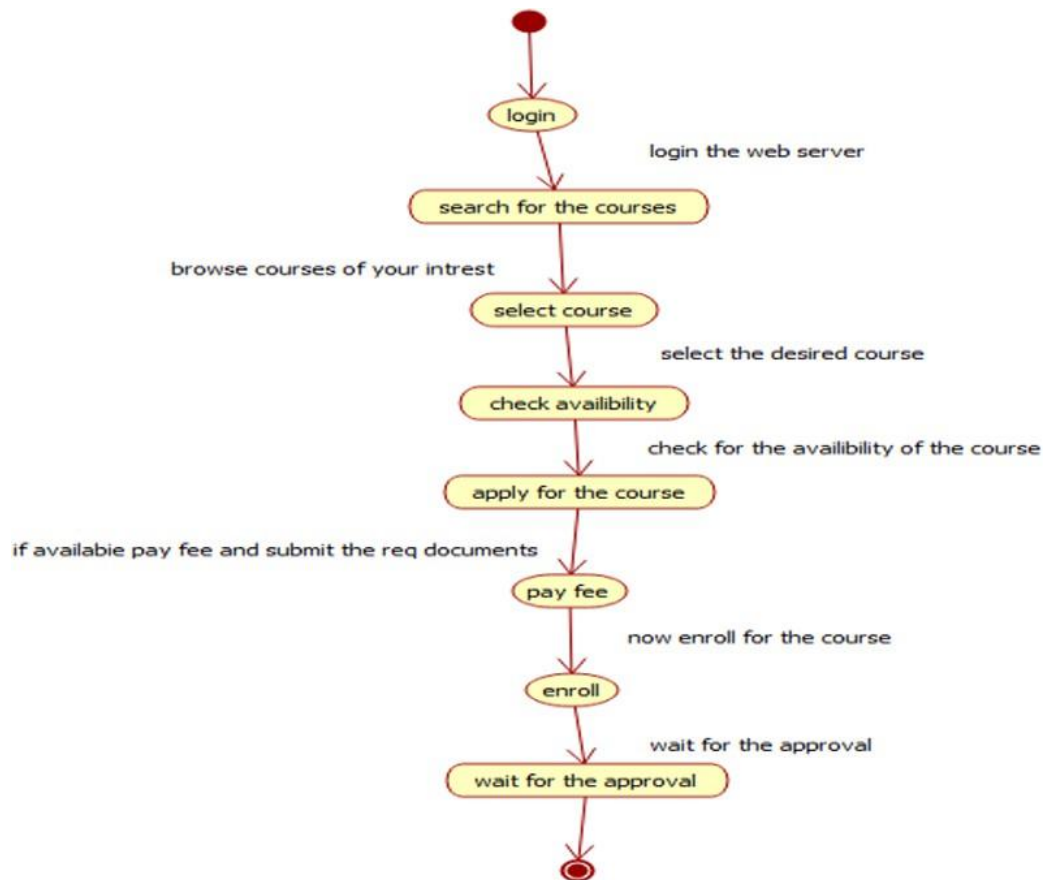 login
login the web server
search for the courses
browse courses of your intrest
select course
select the desired course
check availibility
check for the availibility of the course
apply for the course
if availabie pay fee and submit the req documents
pay fee
now enroll for the course
enroll
wait for the approval
wait for the approval